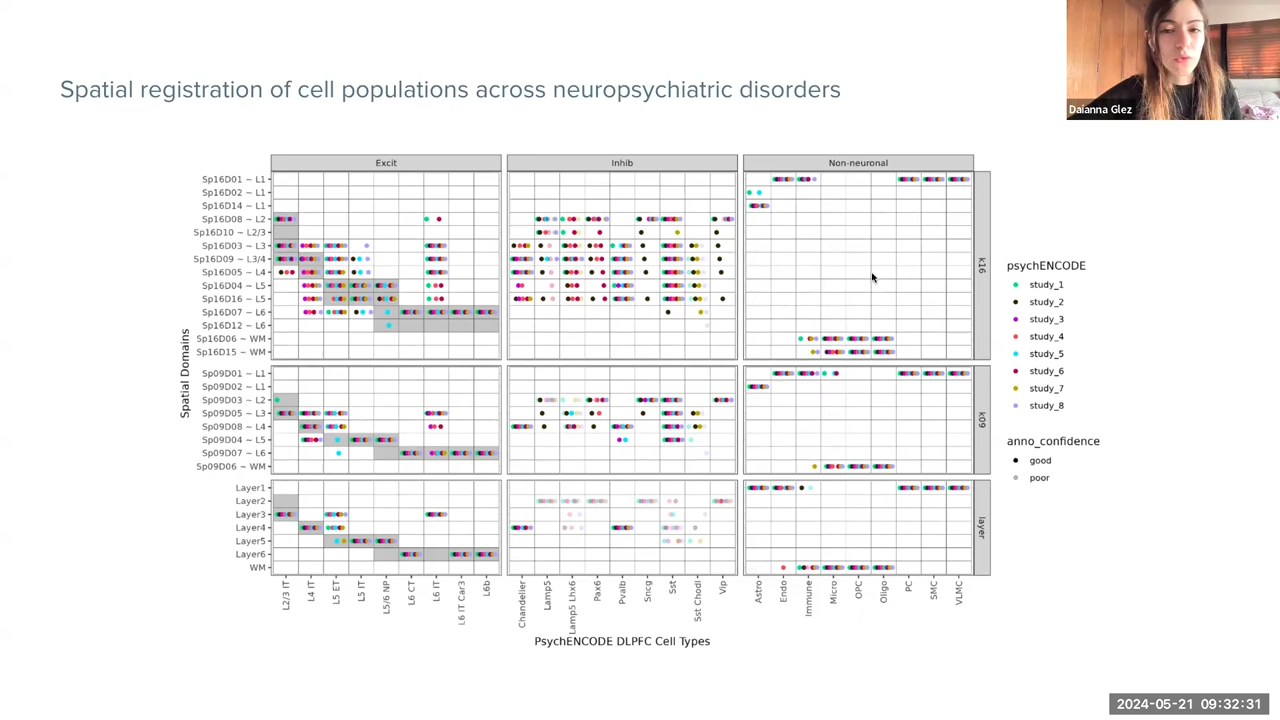 Daianna Glez
Spatial registration of cell populations across neuropsychiatric disorders
Excit
Inhib
Non-neuronal
Sp16D01 ~ L1
Sp16D02 ~ L1
Sp16D14 ~ L1
Sp16D08 ~ L2
Sp16D10 ~ L2/3
Sp16D03 ~ L3
Sp16D09 ~ L3/4
Sp16D05 ~ L4
Sp16D04 ~ L5
Sp16D16 ~ L5
Sp16D07 ~ L6
Sp16D12 ~ L6
Sp16D06 ~ WM
Sp16D15 ~ WM
k16
Sp09D01 ~ L1
Sp09D02 ~ L1
Sp09D03 ~ L2
Sp09D05 ~ L3
Sp09D08 ~ L4
Sp09D04 ~ L5
Sp09D07 ~ L6
Sp09D06 ~ WM
k09
Layer1
Layer2
Layer3
Layer4
Layer5
Layer6
WM
layer
Spatial Domains
L2/3 IT
L4 IT
L5 ET
L5 IT
L5/6 NP
L6 CT
L6 IT
L6 IT Car3
L6b
Chandelier
Lamp5
Lamp5 Lhx6
Pax6
Pvalb
Sncg
Sst
Sst Chodl
Vip
Astro
Endo
Immune
Micro
OPC
Oligo
PC
SMC
VLMC
PsychENCODE DLPFC Cell Types
psychENCODE
study_1
study_2
study_3
study_4
study_5
study_6
study_7
study_8
anno_confidence
good
poor
2024-05-21 09:32:31